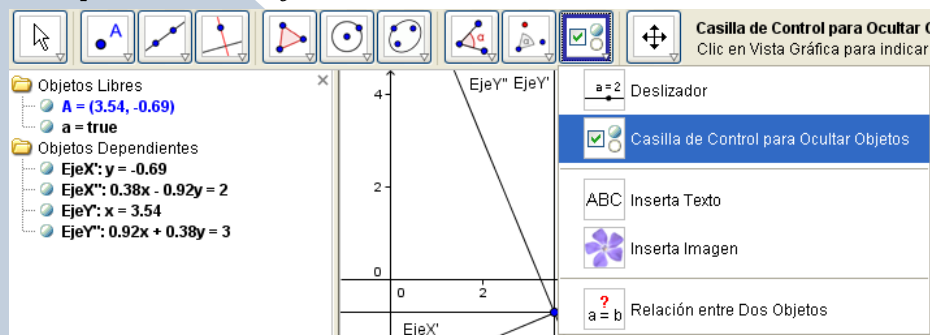 A
α
α
Casilla de Control para Ocultar
Clic en Vista Gráfica para indicar
Objetos Libres
A = (3.54, -0.69)
a = true
Objetos Dependientes
EjeX': y = -0.69
EjeX'': 0.38x - 0.92y = 2
EjeY': x = 3.54
EjeY'': 0.92x + 0.38y = 3
4
EjeY'' EjeY'
2
0
0
2
EjeX'
a=2 Deslizador
Casilla de Control para Ocultar Objetos
ABC Inserta Texto
Inserta Imagen
? a = b Relación entre Dos Objetos